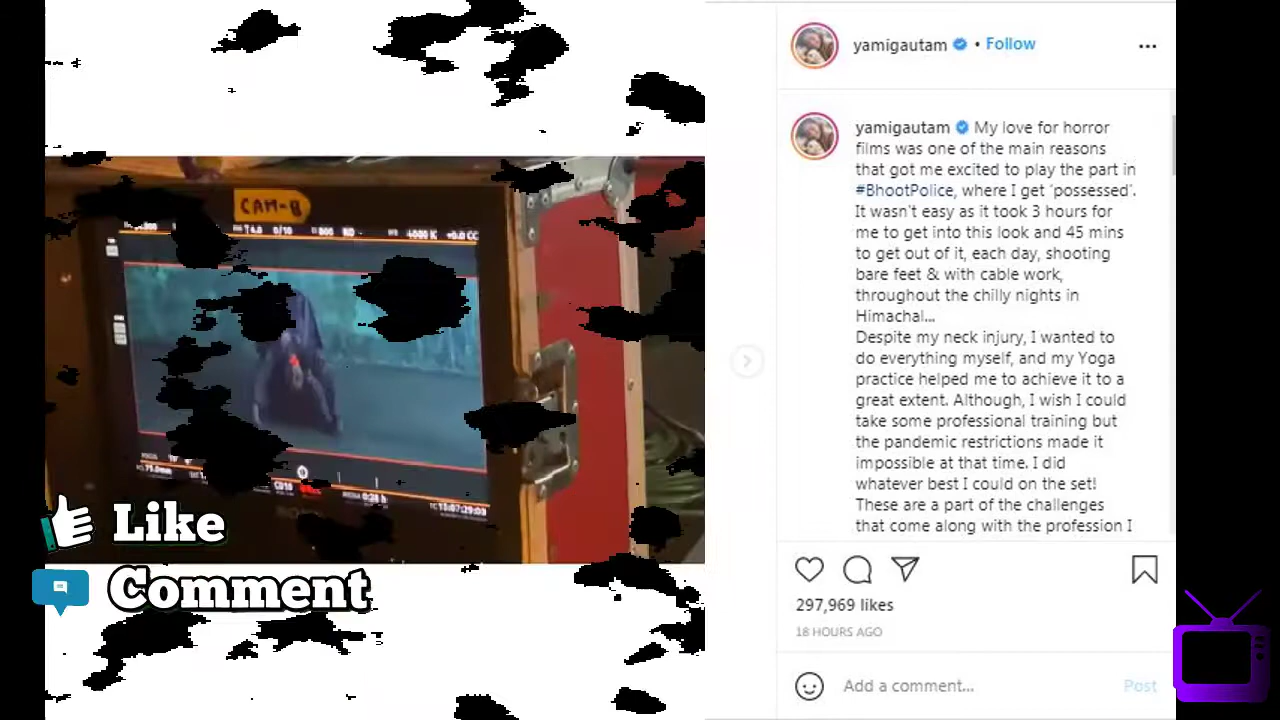 yamigautam • Follow
yamigautam My love for horror
films was one of the main reasons
that got me excited to play the part in
#BhootPolice, where I get 'possessed'.
It wasn't easy as it took 3 hours for
me to get into this look and 45 mins
to get out of it, each day, shooting
bare feet & with cable work,
throughout the chilly nights in
Himachal...
Despite my neck injury, I wanted to
do everything myself, and my Yoga
practice helped me to achieve it to a
great extent. Although, I wish I could
take some professional training but
the pandemic restrictions made it
impossible at that time. I did
whatever best I could on the set!
These are a part of the challenges
that come along with the profession I
297,969 likes
18 HOURS AGO
Add a comment... Post
CAM-B
Like
Comment